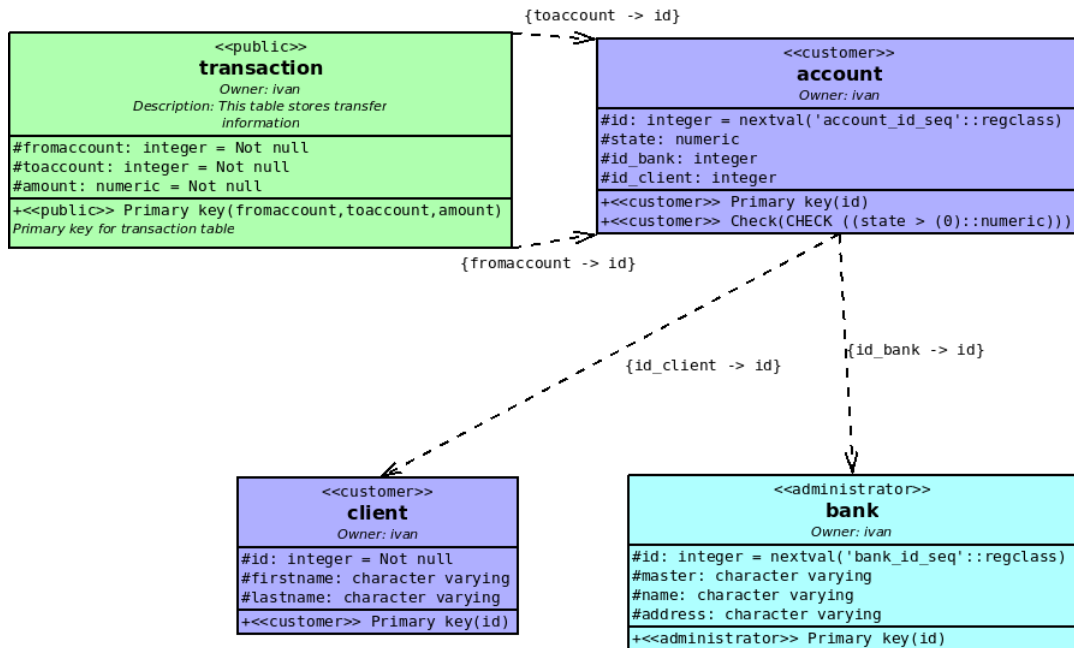 {toaccount -> id}
<<public>>
transaction
Owner: ivan
Description: This table stores transfer
information
#fromaccount: integer = Not null
#toaccount: integer = Not null
#amount: numeric = Not null
+<<public>> Primary key(fromaccount,toaccount,amount)
Primary key for transaction table
<<customer>>
account
Owner: ivan
#id: integer = nextval('account_id_seq'::regclass)
#state: numeric
#id_bank: integer
#id_client: integer
+<<customer>> Primary key(id)
+<<customer>> Check(CHECK ((state > (0)::numeric)))
{fromaccount -> id}
{id_client -> id}
{id_bank -> id}
<<customer>>
client
Owner: ivan
#id: integer = Not null
#firstname: character varying
#lastname: character varying
+<<customer>> Primary key(id)
<<administrator>>
bank
Owner: ivan
#id: integer = nextval('bank_id_seq'::regclass)
#master: character varying
#name: character varying
#address: character varying
+<<administrator>> Primary key(id)